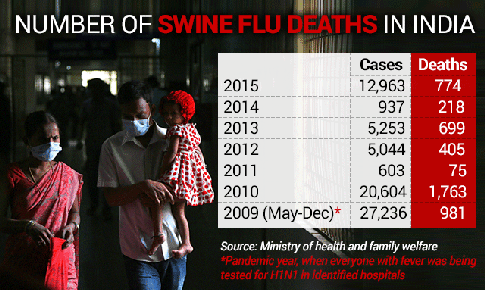 NUMBER OF SWINE FLU DEATHS IN INDIA
Cases Deaths
2015 12,963 774
2014 937 218
2013 5,253 699
2012 5,044 405
2011 603 75
2010 20,604 1,763
2009 (May-Dec)* 27,236 981
Source: Ministry of health and family welfare
*Pandemic year, when everyone with fever was being
tested for H1N1 in identified hospitals